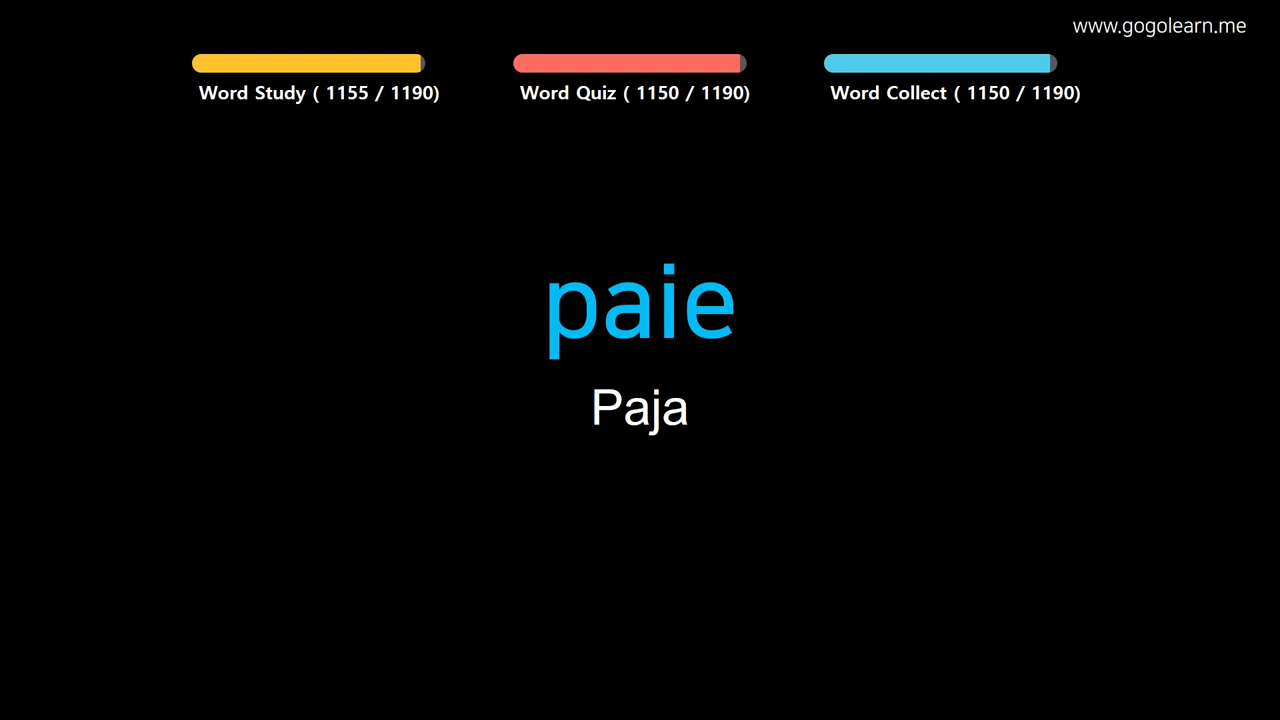 www.gogolearn.me
Word Study ( 1155 / 1190)
Word Quiz ( 1150 / 1190)
Word Collect ( 1150 / 1190)
paie
Paja